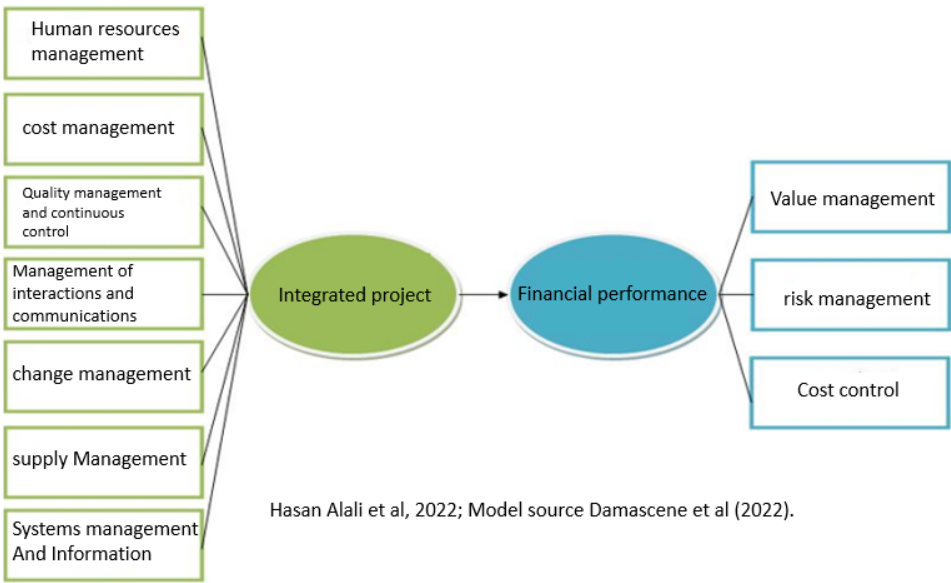 Human resources
management
cost management
Quality management
and continuous
control
Management of
interactions and
communications
change management
supply Management
Systems management
And Information
Integrated project
Financial performance
Value management
risk management
Cost control
Hasan Alali et al, 2022; Model source Damascene et al (2022).